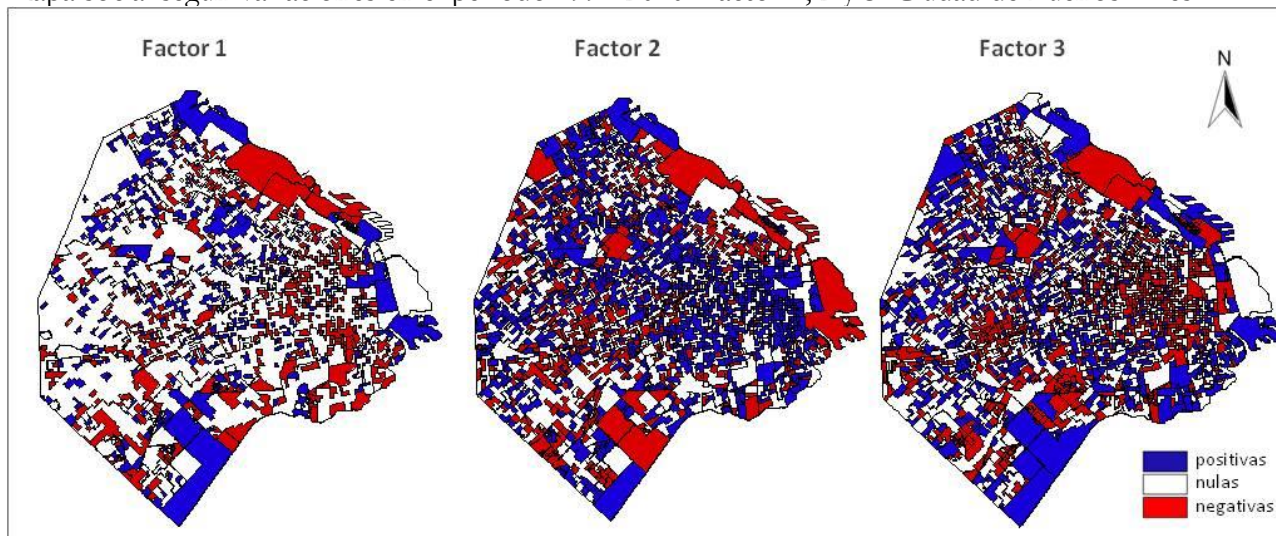 Factor 1 Factor 2 Factor 3
N
positivas
nulas
negativas